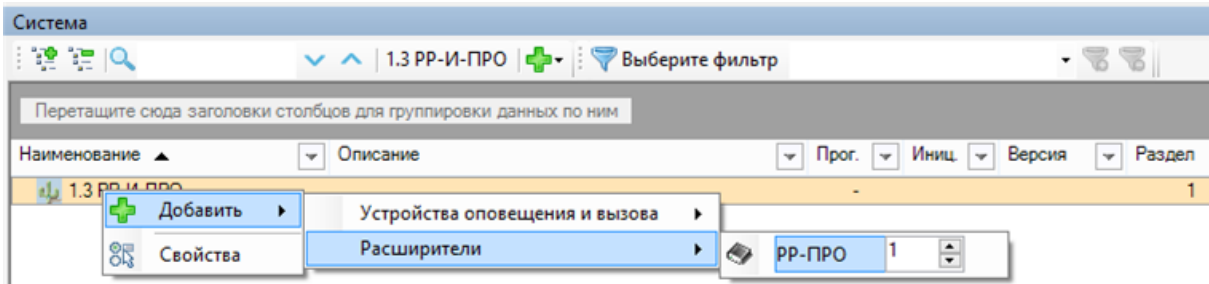 Система
1.3 РР-И-ПРО Выберите фильтр
Перетащите сюда заголовки столбцов для группировки данных по ним
Наименование Описание Прог. Иниц. Версия Раздел
1.3 РР-И-ПРО - 1
Добавить Устройства оповещения и вызова
Свойства Расширители РР-ПРО 1